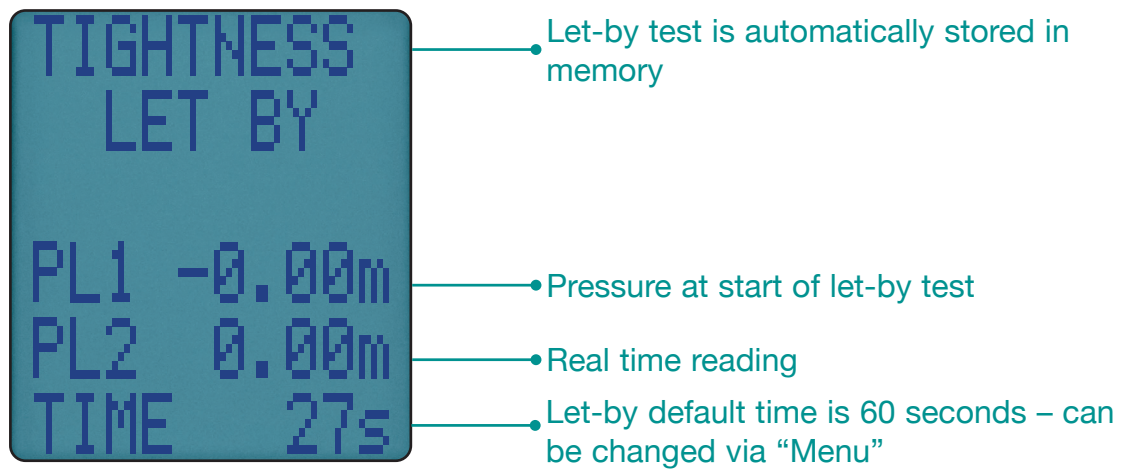 TIGHTNESS
LET BY
PL1 -0.00m
PL2 0.00m
TIME 27s
Let-by test is automatically stored in
memory
Pressure at start of let-by test
Real time reading
Let-by default time is 60 seconds – can
be changed via “Menu”